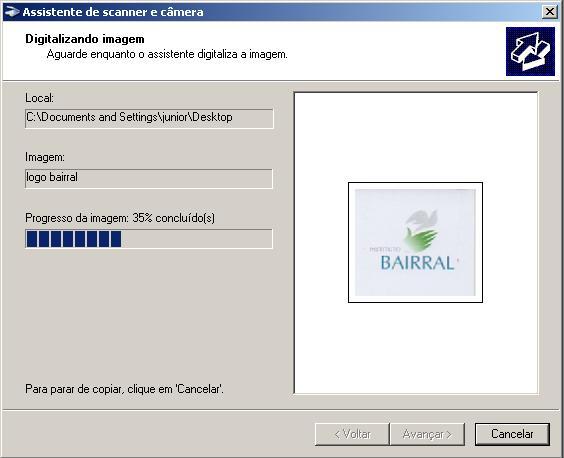 Assistente de scanner e câmera
Digitalizando imagem
Aguarde enquanto o assistente digitaliza a imagem.
Local:
C:\Documents and Settings\junior\Desktop
Imagem:
logo bairral
Progresso da imagem: 35% concluído(s)
INSTITUTO
BAIRRAL
Para parar de copiar, clique em 'Cancelar'.
< Voltar
Avançar >
Cancelar